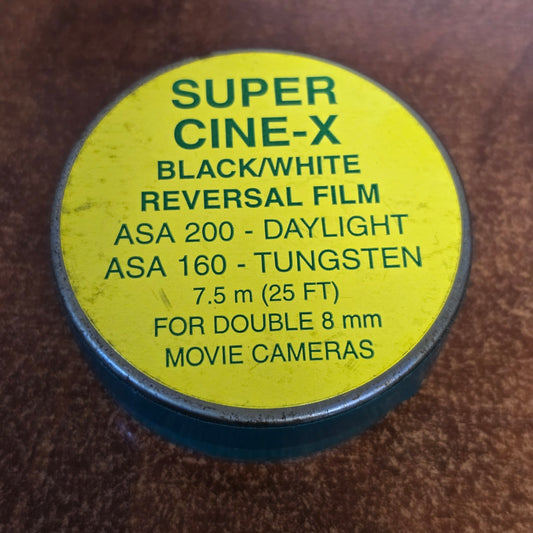 SUPER
CINE-X
BLACK/WHITE
REVERSAL FILM
ASA 200 - DAYLIGHT
ASA 160 - TUNGSTEN
7.5 m (25 FT)
FOR DOUBLE 8 mm
MOVIE CAMERAS